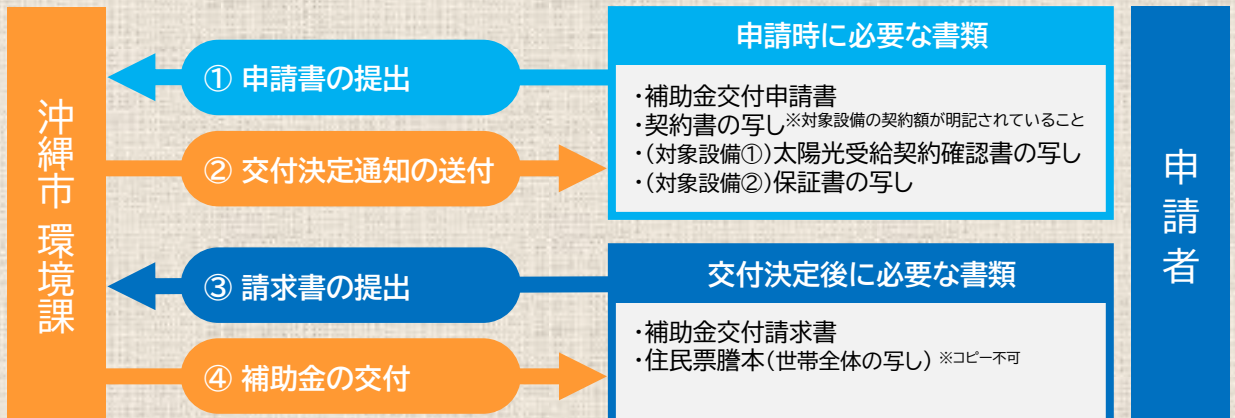 沖縄市 環境課
① 申請書の提出
② 交付決定通知の送付
③ 請求書の提出
④ 補助金の交付
申請時に必要な書類
・補助金交付申請書
・契約書の写し※対象設備の契約額が明記されていること
・(対象設備①)太陽光受給契約確認書の写し
・(対象設備②)保証書の写し
交付決定後に必要な書類
・補助金交付請求書
・住民票謄本(世帯全体の写し) ※コピー不可
申請者